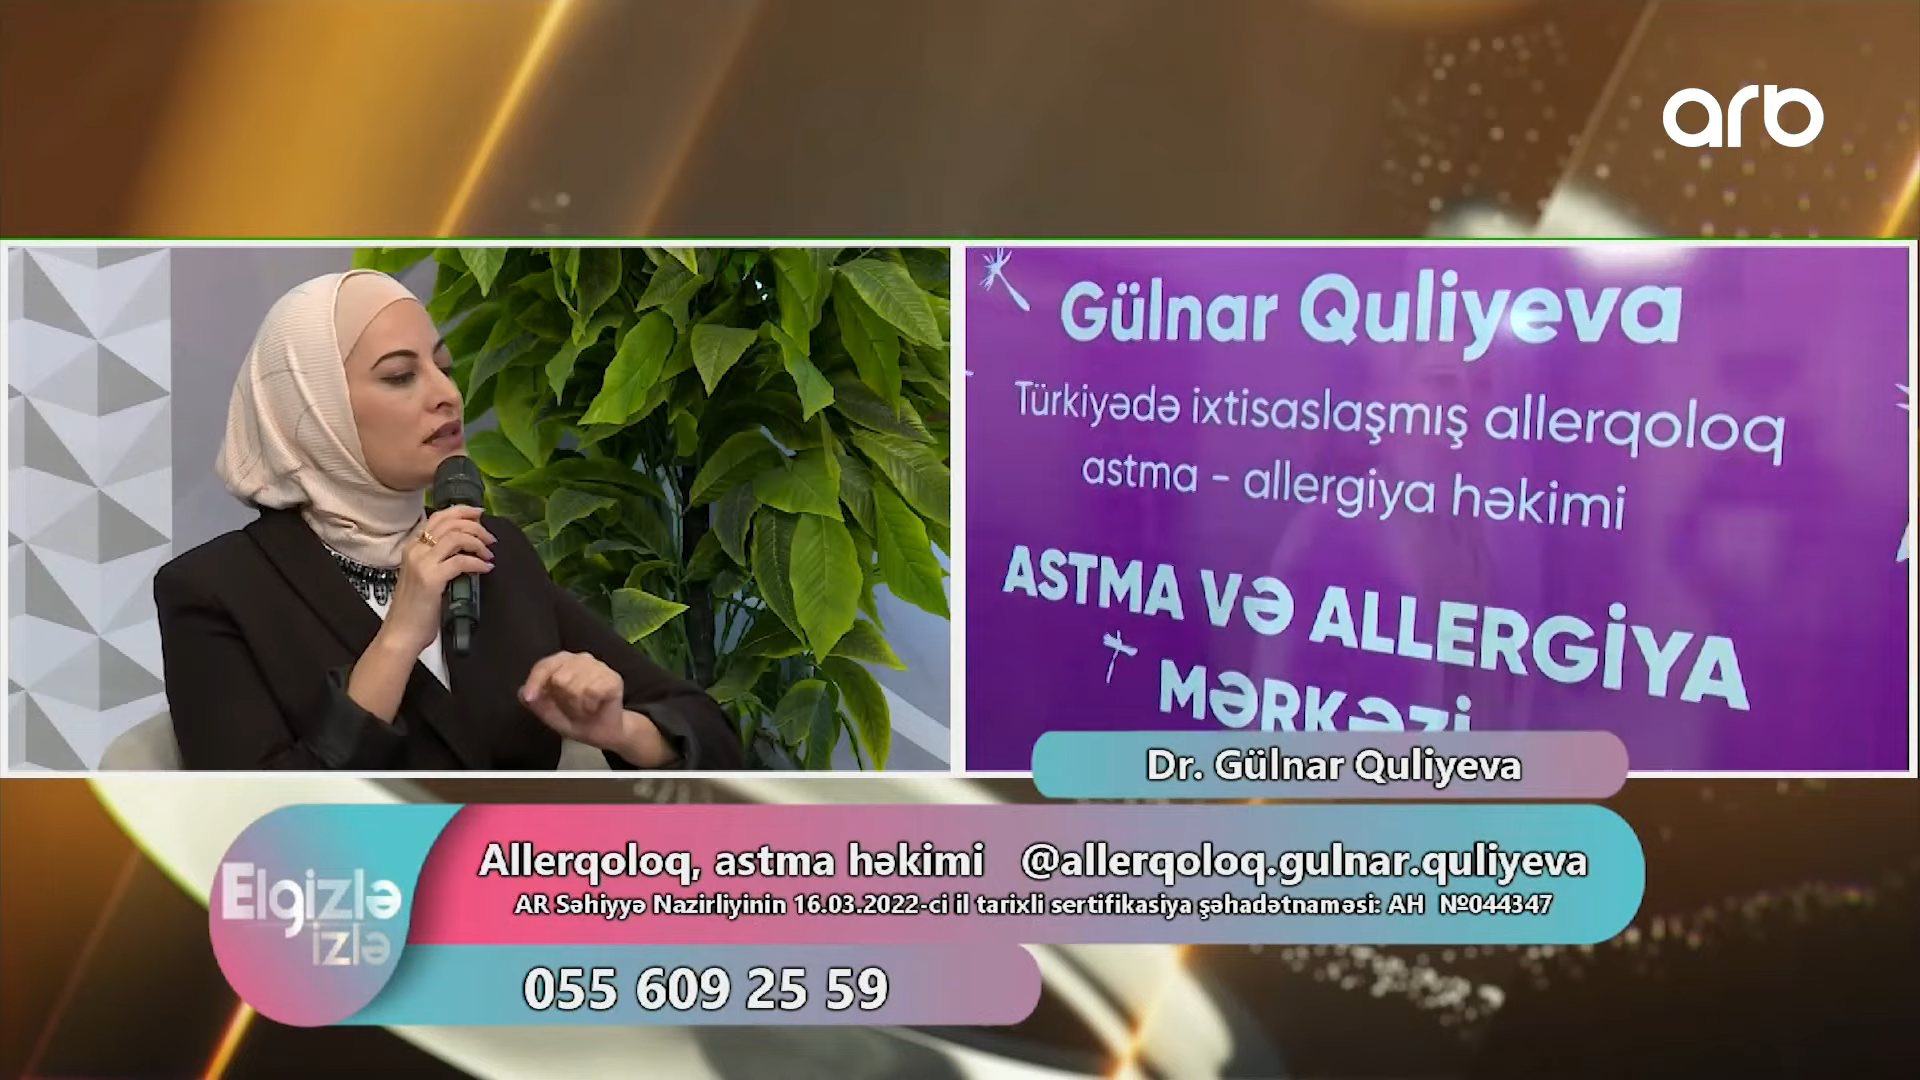 arb
Gülnar Quliyeva
Türkiyədə ixtisaslaşmış allerqoloq
astma - allergiya həkimi
ASTMA VƏ ALLERGİYA
MƏRKƏZİ
Dr. Gülnar Quliyeva
Allerqoloq, astma həkimi @allerqoloq.gulnar.quliyeva
AR Səhiyyə Nazirliyinin 16.03.2022-ci il tarixli sertifikasiya şəhadətnaməsi: AH №044347
Elgizlə
izlə
055 609 25 59